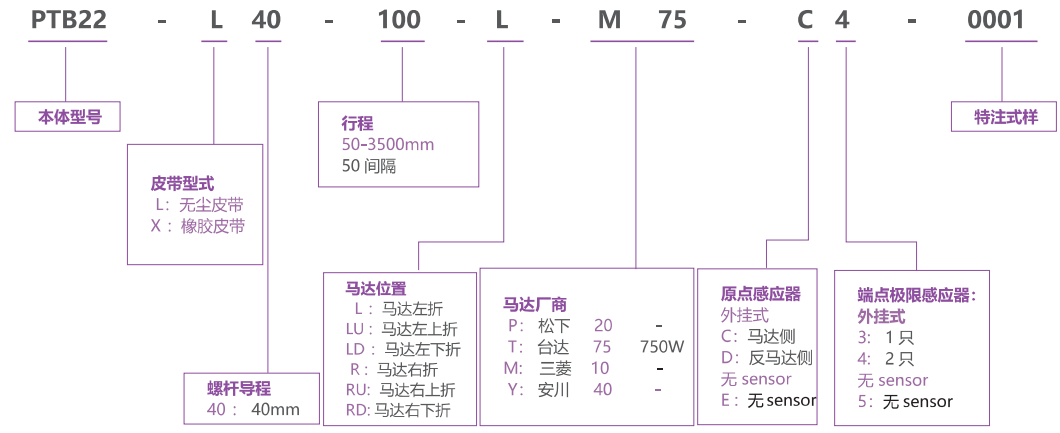 PTB22 - L 40 - 100 - L - M 75 - C 4 - 0001
本体型号
行程
50-3500mm
50 间隔
特注式样
皮带型式
L：无尘皮带
X ：橡胶皮带
螺杆导程
40 ： 40mm
马达位置
L ：马达左折
LU：马达左上折
LD ：马达左下折
R：马达右折
RU: 马达右上折
RD: 马达右下折
马达厂商
P： 松下 20 -
T： 台达 75 750W
M： 三菱 10 -
Y： 安川 40 -
原点感应器
外挂式
C：马达侧
D：反马达侧
无 sensor
E：无 sensor
端点极限感应器：
外挂式
3： 1 只
4： 2 只
无 sensor
5：无 sensor